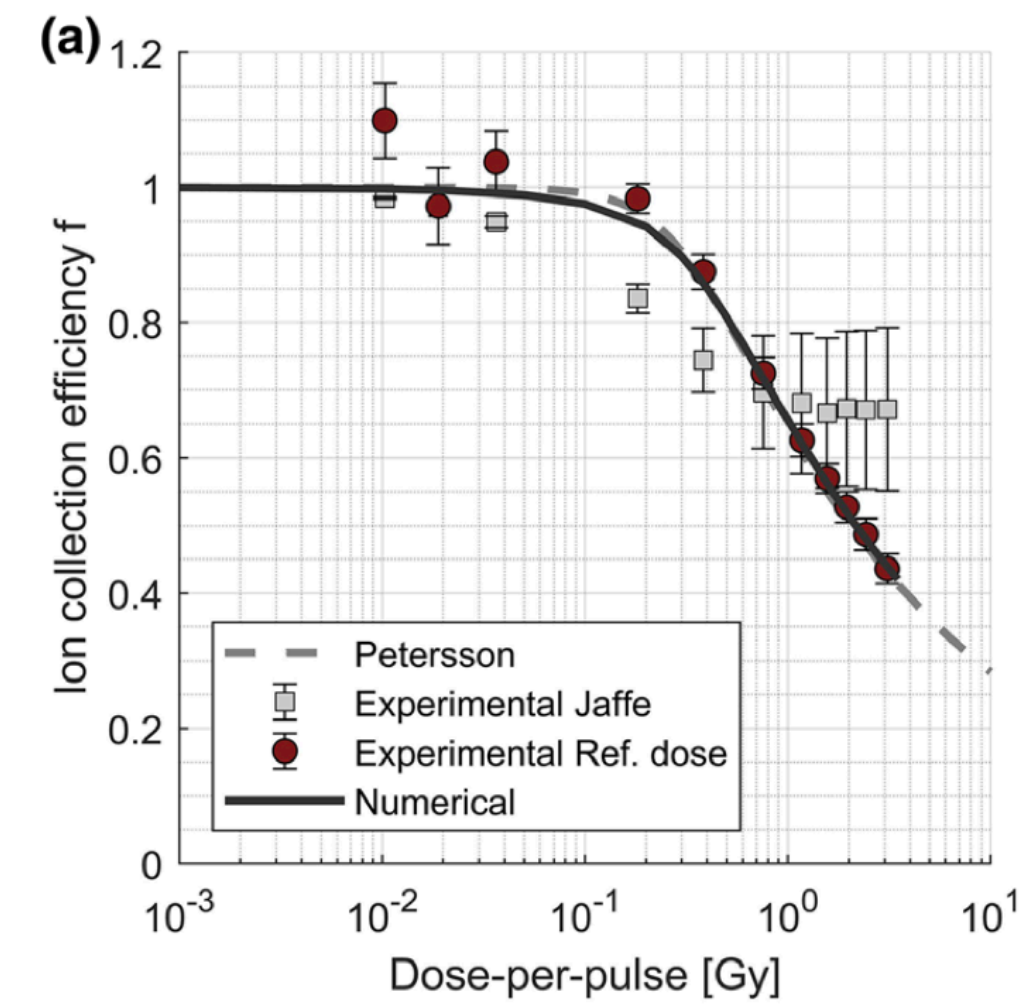 (a)
1.2
1
0.8
0.6
0.4
0.2
0
Ion collection efficiency f
Petersson
Experimental Jaffe
Experimental Ref. dose
Numerical
10-3 10-2 10-1 100 101
Dose-per-pulse [Gy]